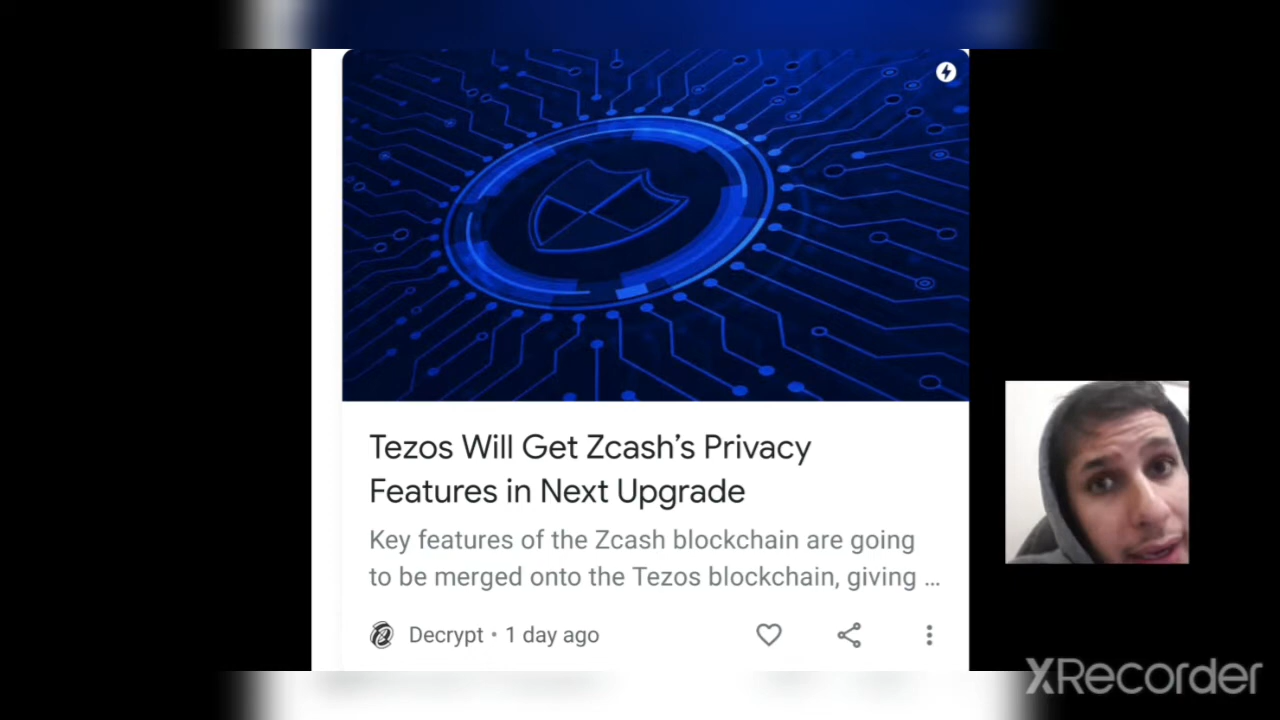 Tezos Will Get Zcash’s Privacy
Features in Next Upgrade
Key features of the Zcash blockchain are going
to be merged onto the Tezos blockchain, giving ...
Decrypt • 1 day ago
XRecorder